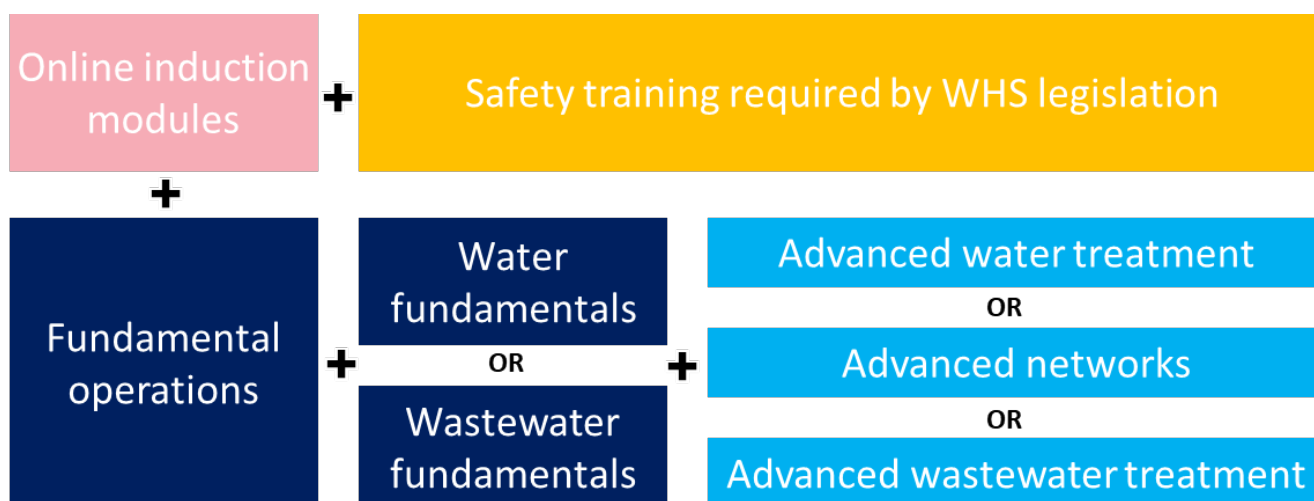 Online induction
modules
+
Safety training required by WHS legislation
+
Fundamental
operations
+
Water
fundamentals
OR
Wastewater
fundamentals
+
Advanced water treatment
OR
Advanced networks
OR
Advanced wastewater treatment